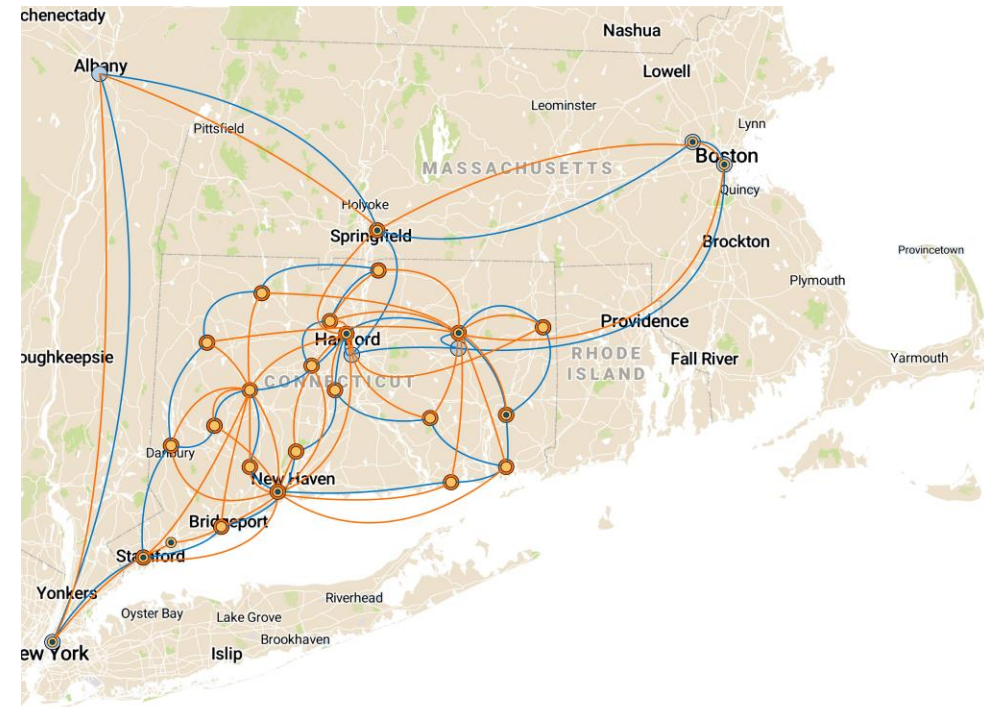 chenectady
Nashua
Albany
Lowell
Leominster
Lynn
Pittsfield
Boston
MASSACHUSETTS
Quincy
Holyoke
Springfield
Brockton
Provincetown
Plymouth
Providence
Hartford
oughkeepsie
RHODE
ISLAND
Fall River
Yarmouth
CONNECTICUT
Danbury
New Haven
Bridgeport
Stamford
Yonkers
Riverhead
Oyster Bay
Lake Grove
Brookhaven
ew York
Islip